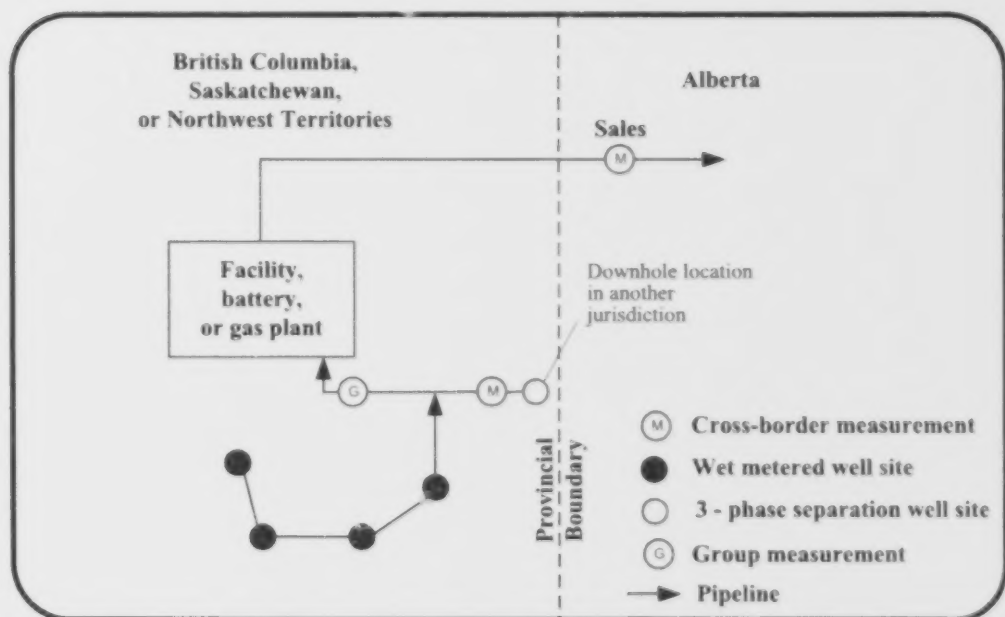 British Columbia,
Saskatchewan,
or Northwest Territories
Alberta
Sales
M
Facility,
battery,
or gas plant
Downhole location
in another
jurisdiction
G
M
Provincial
Boundary
M Cross-border measurement
Wet metered well site
3 - phase separation well site
G Group measurement
Pipeline